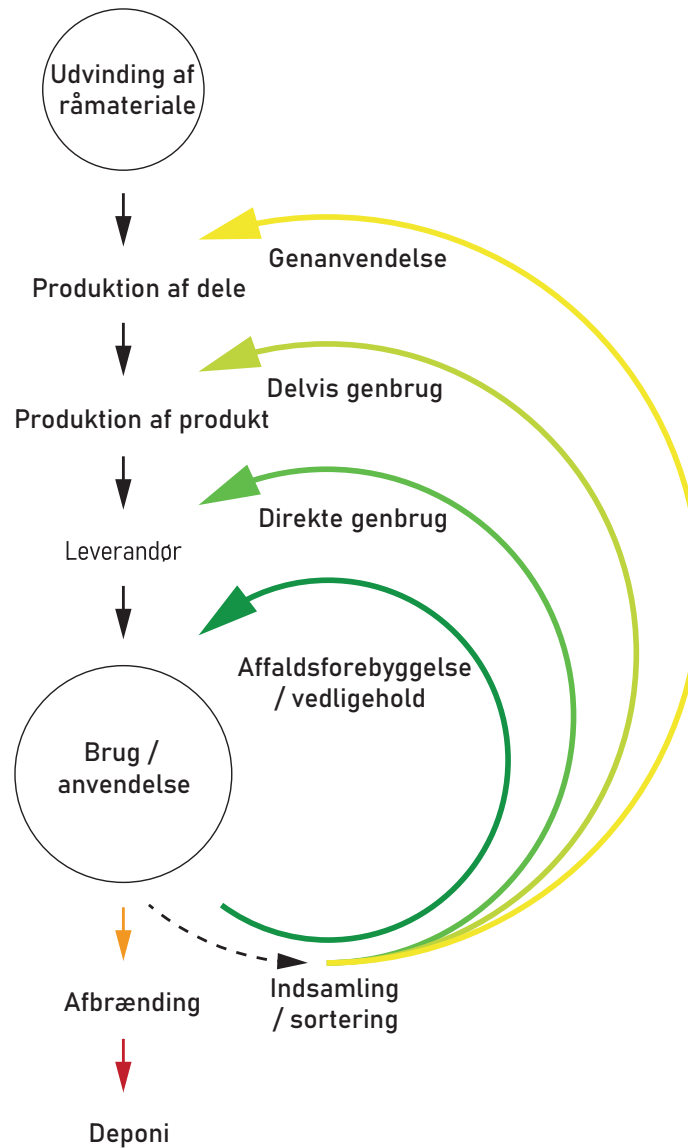 Udvinding af
råmateriale
Genanvendelse
Produktion af dele
Delvis genbrug
Produktion af produkt
Direkte genbrug
Leverandør
Affaldsforebyggelse
/ vedligehold
Brug /
anvendelse
Indsamling
/ sortering
Afbrænding
Deponi